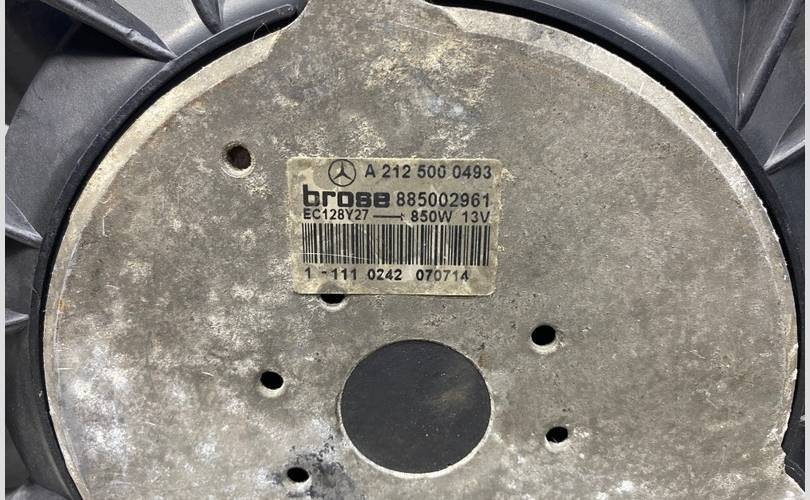 A 212 500 0493
brose 885002961
EC128Y27 850W 13V
1 -111 0242 070714